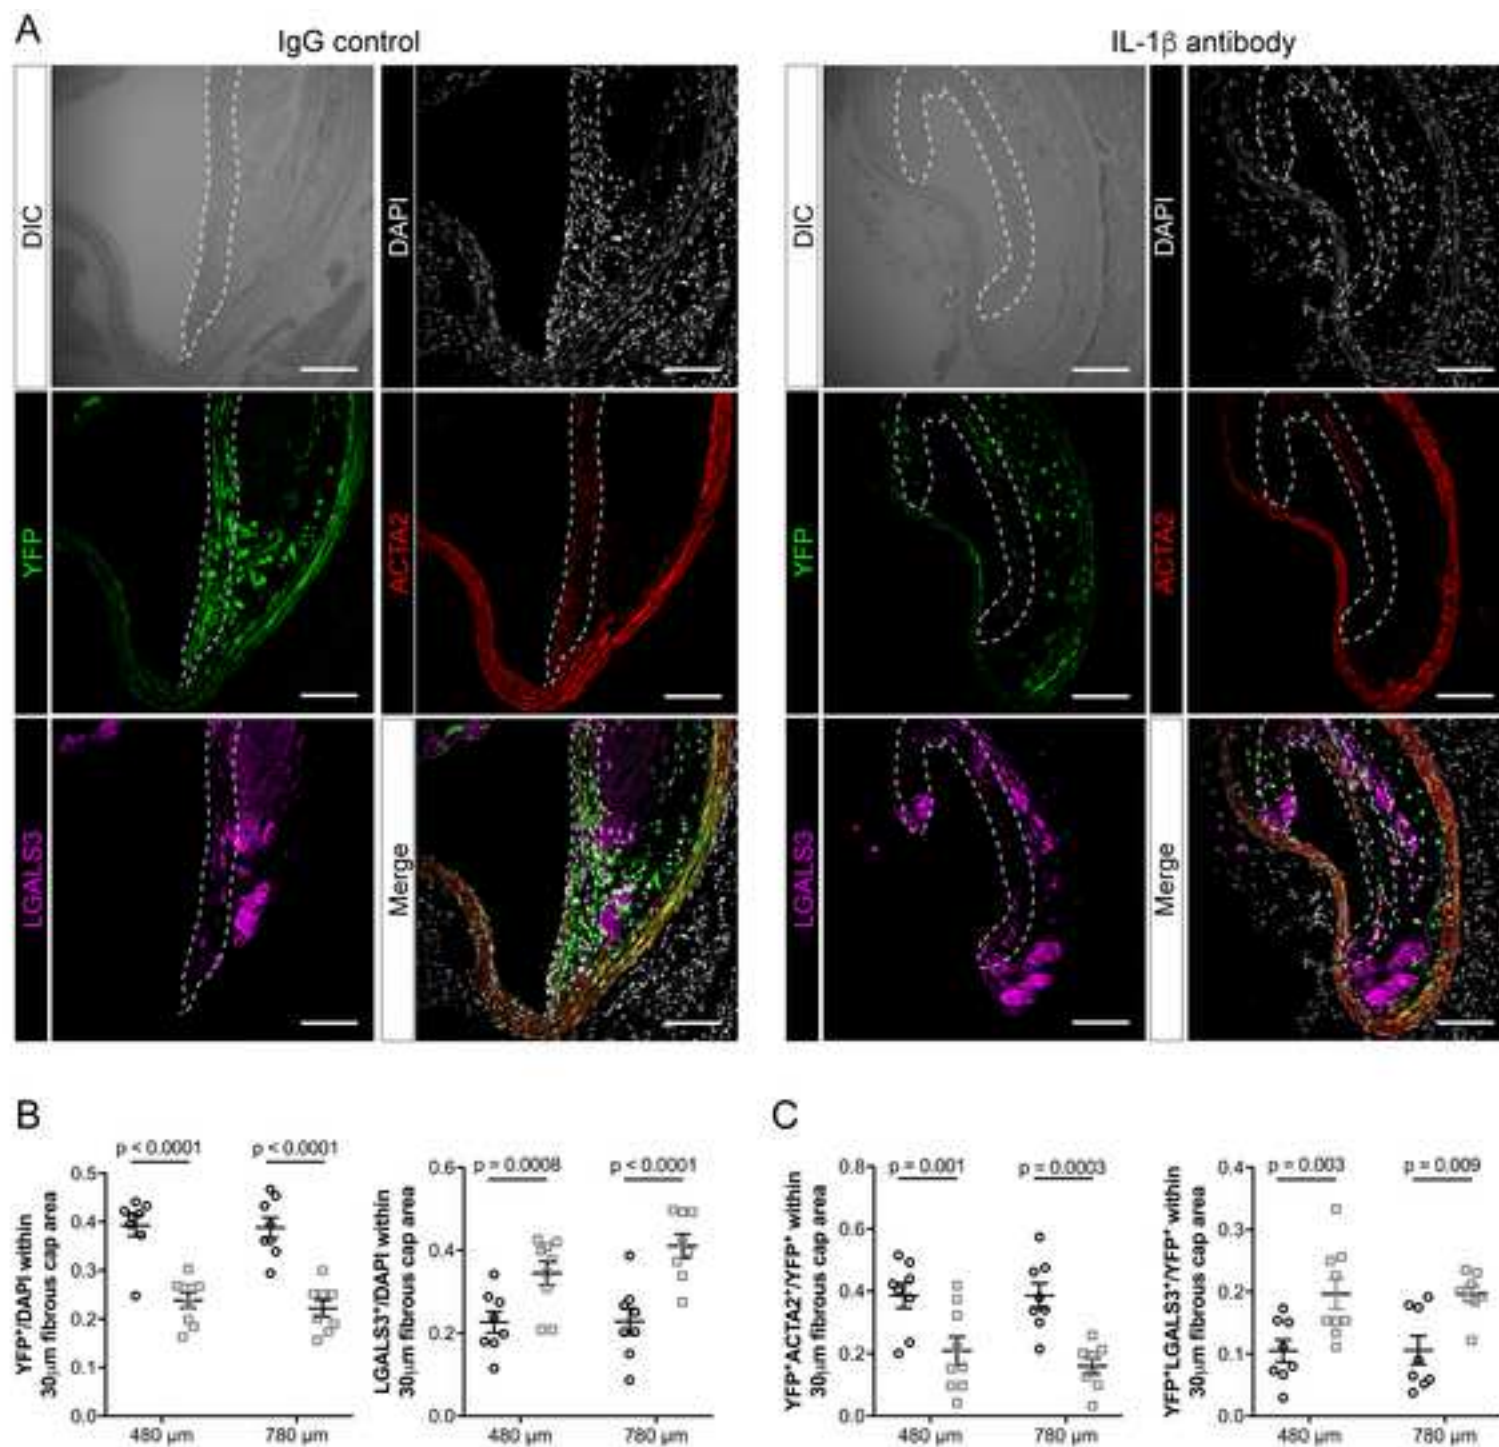 A
IgG control
IL-1β antibody
DIC
DAPI
DIC
DAPI
YFP
ACTA2
YFP
ACTA2
LGALS3
Merge
LGALS3
Merge
B
YFP⁺/DAPI within
30μm fibrous cap area
p < 0.0001
p < 0.0001
0.5
0.4
0.3
0.2
0.1
0.0
480 μm
780 μm
LGALS3⁺/DAPI within
30μm fibrous cap area
p = 0.0008
p < 0.0001
0.6
0.4
0.2
0.0
480 μm
780 μm
C
YFP⁺ACTA2⁺/YFP⁺ within
30μm fibrous cap area
p = 0.001
p = 0.0003
0.8
0.6
0.4
0.2
0.0
480 μm
780 μm
YFP⁺LGALS3⁺/YFP⁺ within
30μm fibrous cap area
p = 0.003
p = 0.009
0.4
0.3
0.2
0.1
0.0
480 μm
780 μm